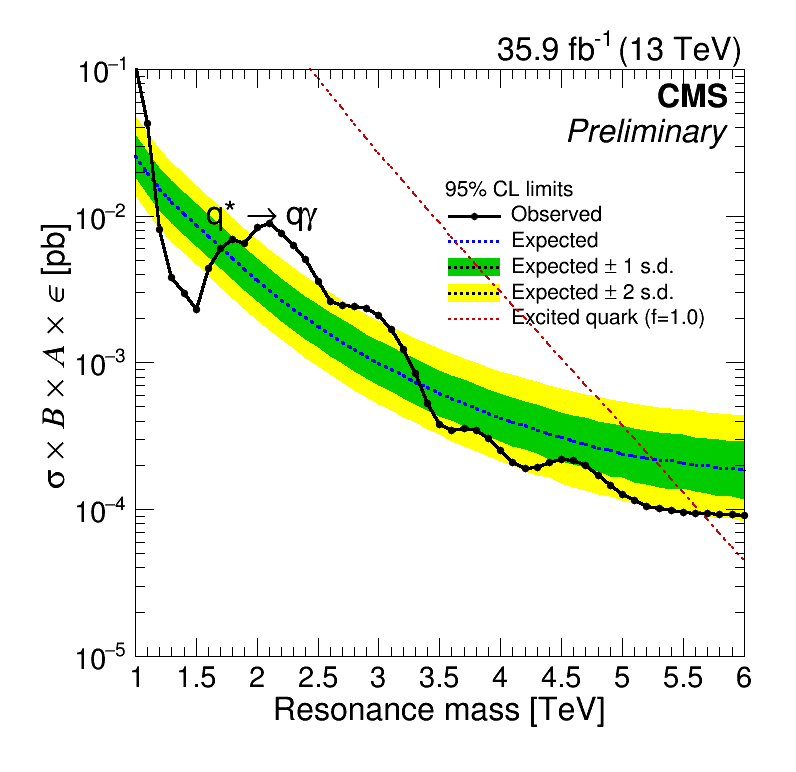 35.9 fb⁻¹ (13 TeV)
CMS
Preliminary
95% CL limits
Observed
Expected
Expected ± 1 s.d.
Expected ± 2 s.d.
Excited quark (f=1.0)
q* → qγ
σ × B × A × ϵ [pb]
10⁻¹
10⁻²
10⁻³
10⁻⁴
10⁻⁵
1 1.5 2 2.5 3 3.5 4 4.5 5 5.5 6
Resonance mass [TeV]